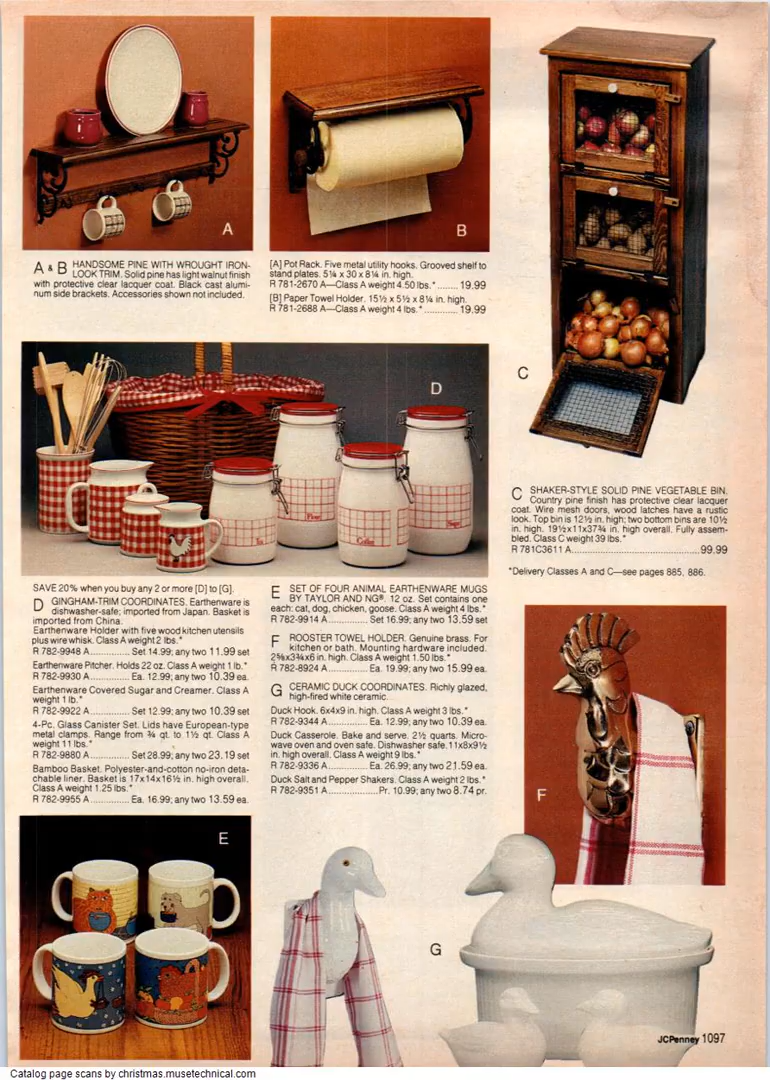 A
B
A & B HANDSOME PINE WITH WROUGHT IRON-
LOOK TRIM. Solid pine has light walnut finish
with protective clear lacquer coat. Black cast alumi-
num side brackets. Accessories shown not included.
[A] Pot Rack. Five metal utility hooks. Grooved shelf to
stand plates. 5¼ x 30 x 8¼ in. high.
R 781-2670 A—Class A weight 4.50 lbs.* ........ 19.99
[B] Paper Towel Holder. 15½ x 5½ x 8¼ in. high.
R 781-2688 A—Class A weight 4 lbs.* ............. 19.99
C
C SHAKER-STYLE SOLID PINE VEGETABLE BIN.
Country pine finish has protective clear lacquer
coat. Wire mesh doors, wood latches have a rustic
look. Top bin is 12½ in. high; two bottom bins are 10½
in. high. 19½x11x37¾ in. high overall. Fully assem-
bled. Class C weight 39 lbs.*
R 781C3611 A.......................................99.99
*Delivery Classes A and C—see pages 885, 886.
D
Tea
Flour
Coffee
Sugar
SAVE 20% when you buy any 2 or more [D] to [G].
D GINGHAM-TRIM COORDINATES. Earthenware is
dishwasher-safe; imported from Japan. Basket is
imported from China.
Earthenware Holder with five wood kitchen utensils
plus wire whisk. Class A weight 2 lbs.*
R 782-9948 A............ Set 14.99; any two 11.99 set
Earthenware Pitcher. Holds 22 oz. Class A weight 1 lb.*
R 782-9930 A............ Ea. 12.99; any two 10.39 ea.
Earthenware Covered Sugar and Creamer. Class A
weight 1 lb.*
R 782-9922 A............ Set 12.99; any two 10.39 set
4-Pc. Glass Canister Set. Lids have European-type
metal clamps. Range from ¾ qt. to 1½ qt. Class A
weight 11 lbs.*
R 782-9880 A............ Set 28.99; any two 23.19 set
Bamboo Basket. Polyester-and-cotton no-iron deta-
chable liner. Basket is 17x14x16½ in. high overall.
Class A weight 1.25 lbs.*
R 782-9955 A............ Ea. 16.99; any two 13.59 ea.
E SET OF FOUR ANIMAL EARTHENWARE MUGS
BY TAYLOR AND NG®. 12 oz. Set contains one
each: cat, dog, chicken, goose. Class A weight 4 lbs.*
R 782-9914 A............ Set 16.99; any two 13.59 set
F ROOSTER TOWEL HOLDER. Genuine brass. For
kitchen or bath. Mounting hardware included.
2⅝x3¾x6 in. high. Class A weight 1.50 lbs.*
R 782-8924 A............ Ea. 19.99; any two 15.99 ea.
G CERAMIC DUCK COORDINATES. Richly glazed,
high-fired white ceramic.
Duck Hook. 6x4x9 in. high. Class A weight 3 lbs.*
R 782-9344 A............ Ea. 12.99; any two 10.39 ea.
Duck Casserole. Bake and serve. 2½ quarts. Micro-
wave oven and oven safe. Dishwasher safe. 11x8x9½
in. high overall. Class A weight 9 lbs.*
R 782-9336 A............ Ea. 26.99; any two 21.59 ea.
Duck Salt and Pepper Shakers. Class A weight 2 lbs.*
R 782-9351 A............ Pr. 10.99; any two 8.74 pr.
F
E
G
JCPenney 1097
Catalog page scans by christmas.musetechnical.com